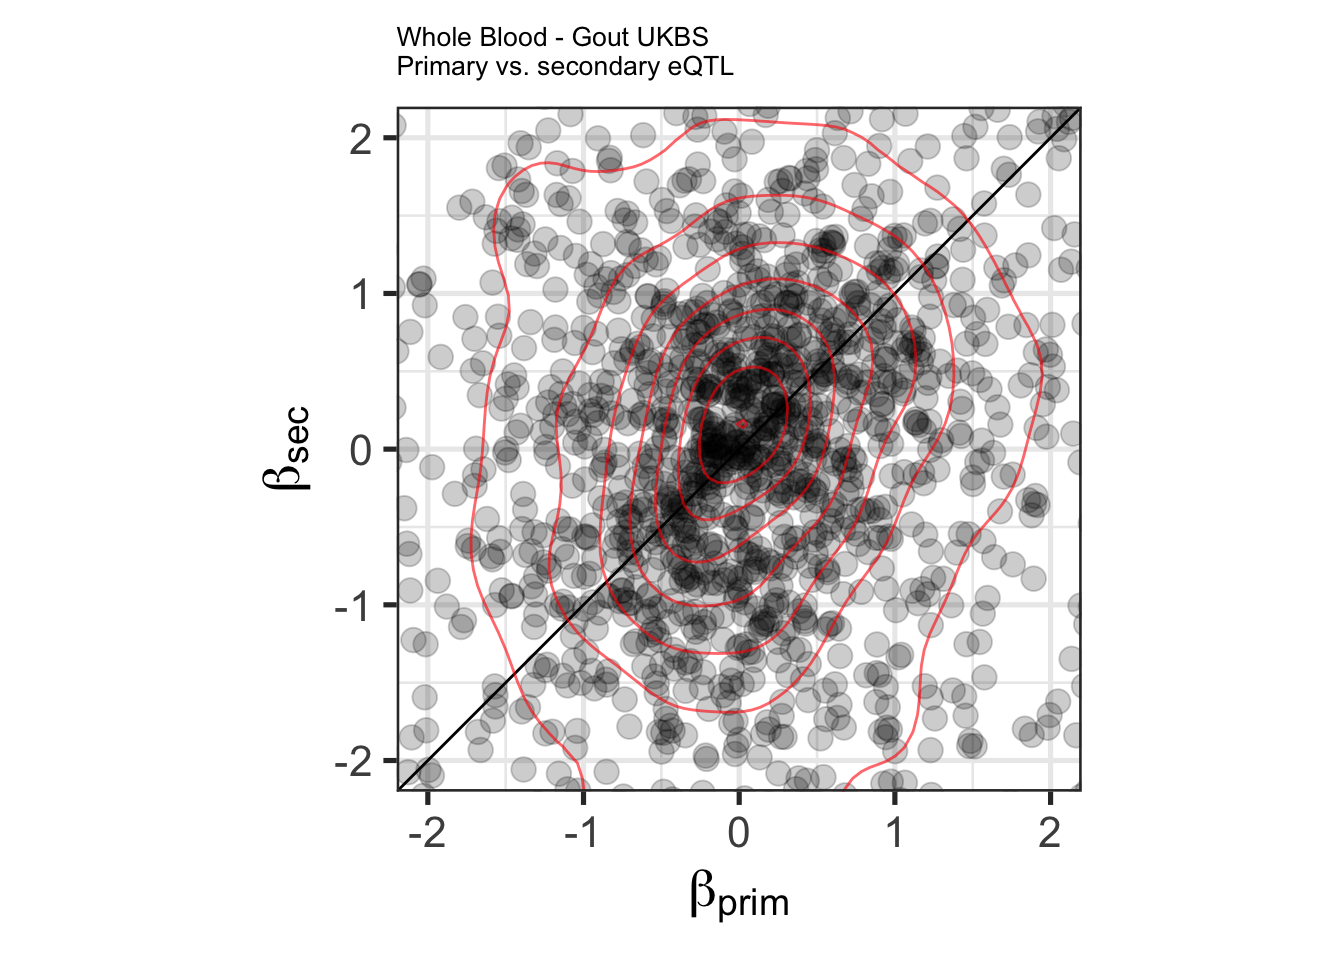 Whole Blood - Gout UKBS
Primary vs. secondary eQTL
2
1
0
-1
-2
βsec
-2 -1 0 1 2
βprim